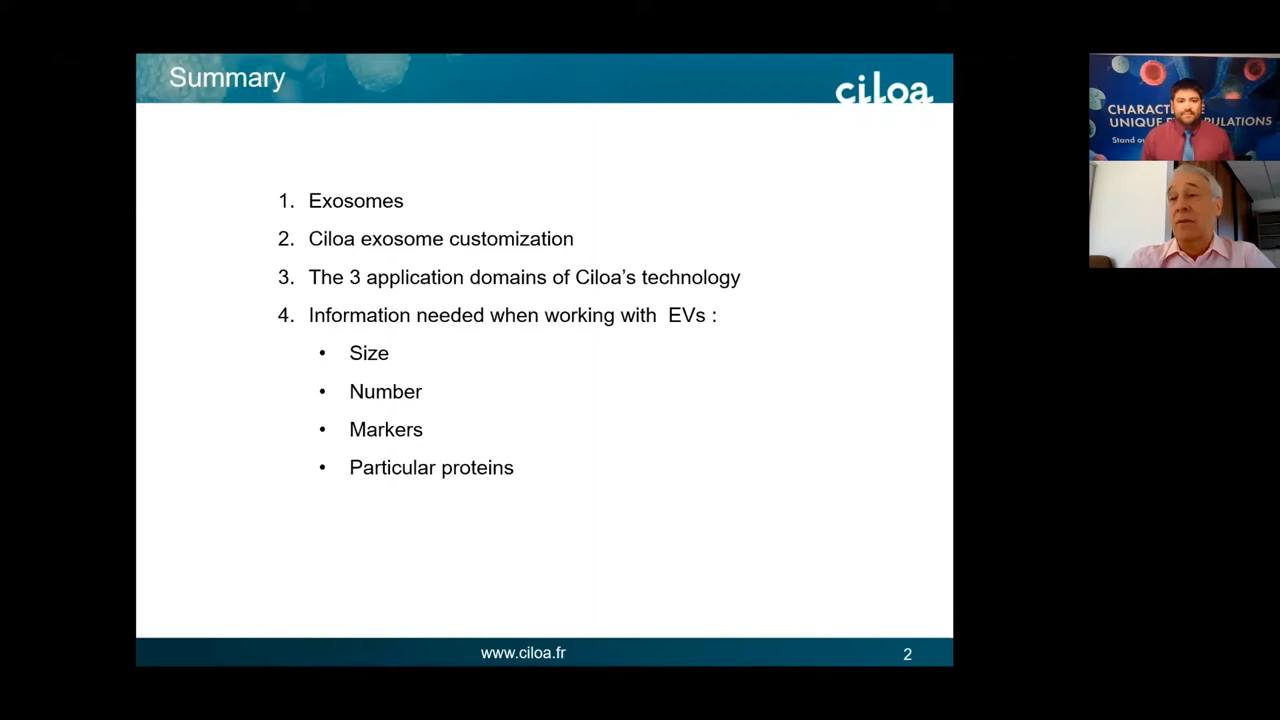 Summary
ciloa
1. Exosomes
2. Ciloa exosome customization
3. The 3 application domains of Ciloa’s technology
4. Information needed when working with EVs :
• Size
• Number
• Markers
• Particular proteins
www.ciloa.fr
2
UNIQUE